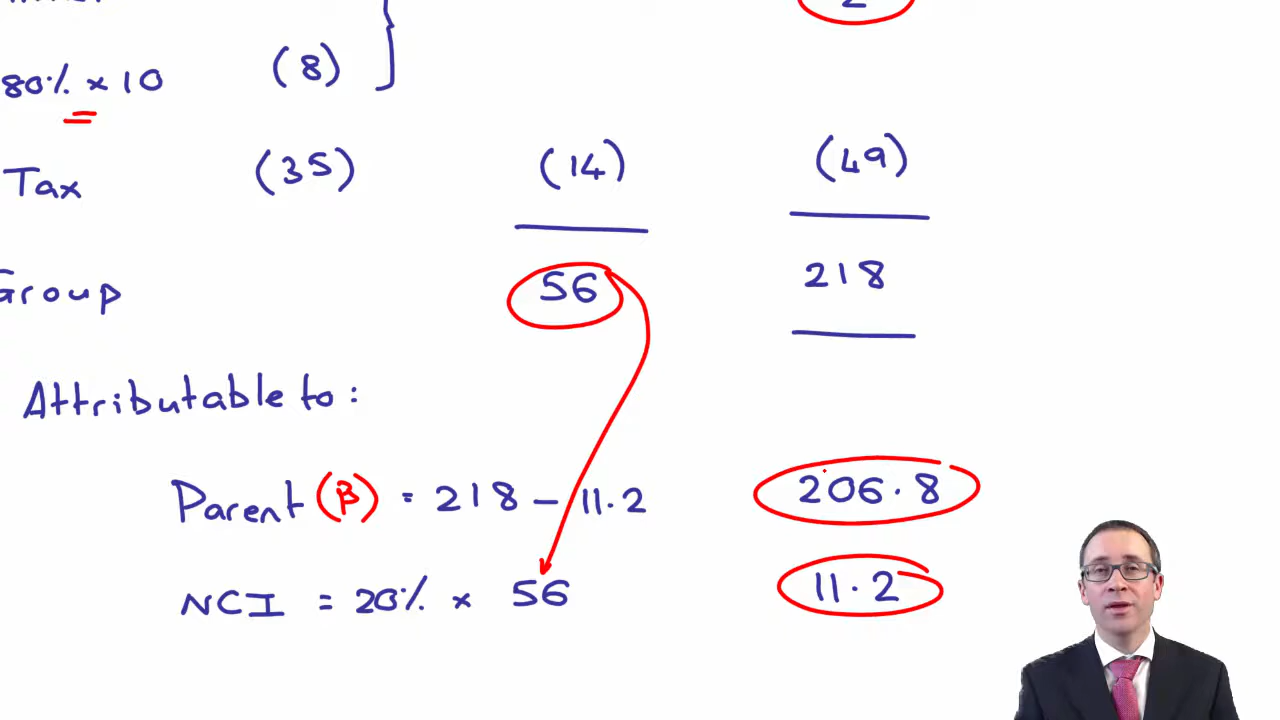 2
80% × 10 (8)
Tax (35) (14) (49)
Group 56 218
Attributable to:
Parent (B) = 218 - 11.2 206.8
NCI = 20% × 56 11.2